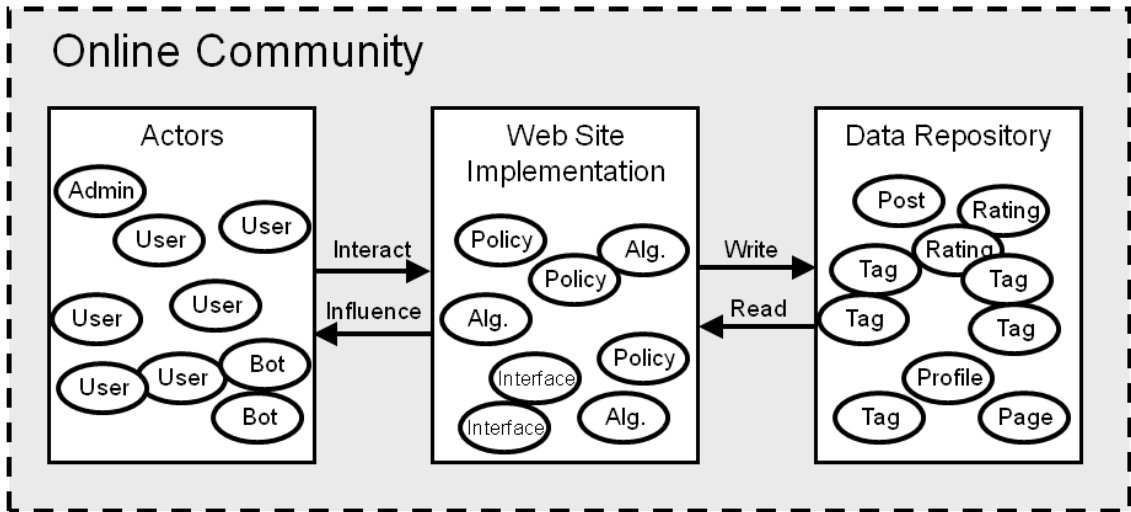 Online Community
Actors
Admin
User
User
User
User
User
User
Bot
Bot
Interact
Influence
Web Site
Implementation
Policy
Alg.
Policy
Alg.
Policy
Interface
Interface
Alg.
Write
Read
Data Repository
Post
Rating
Rating
Tag
Tag
Tag
Tag
Profile
Tag
Page